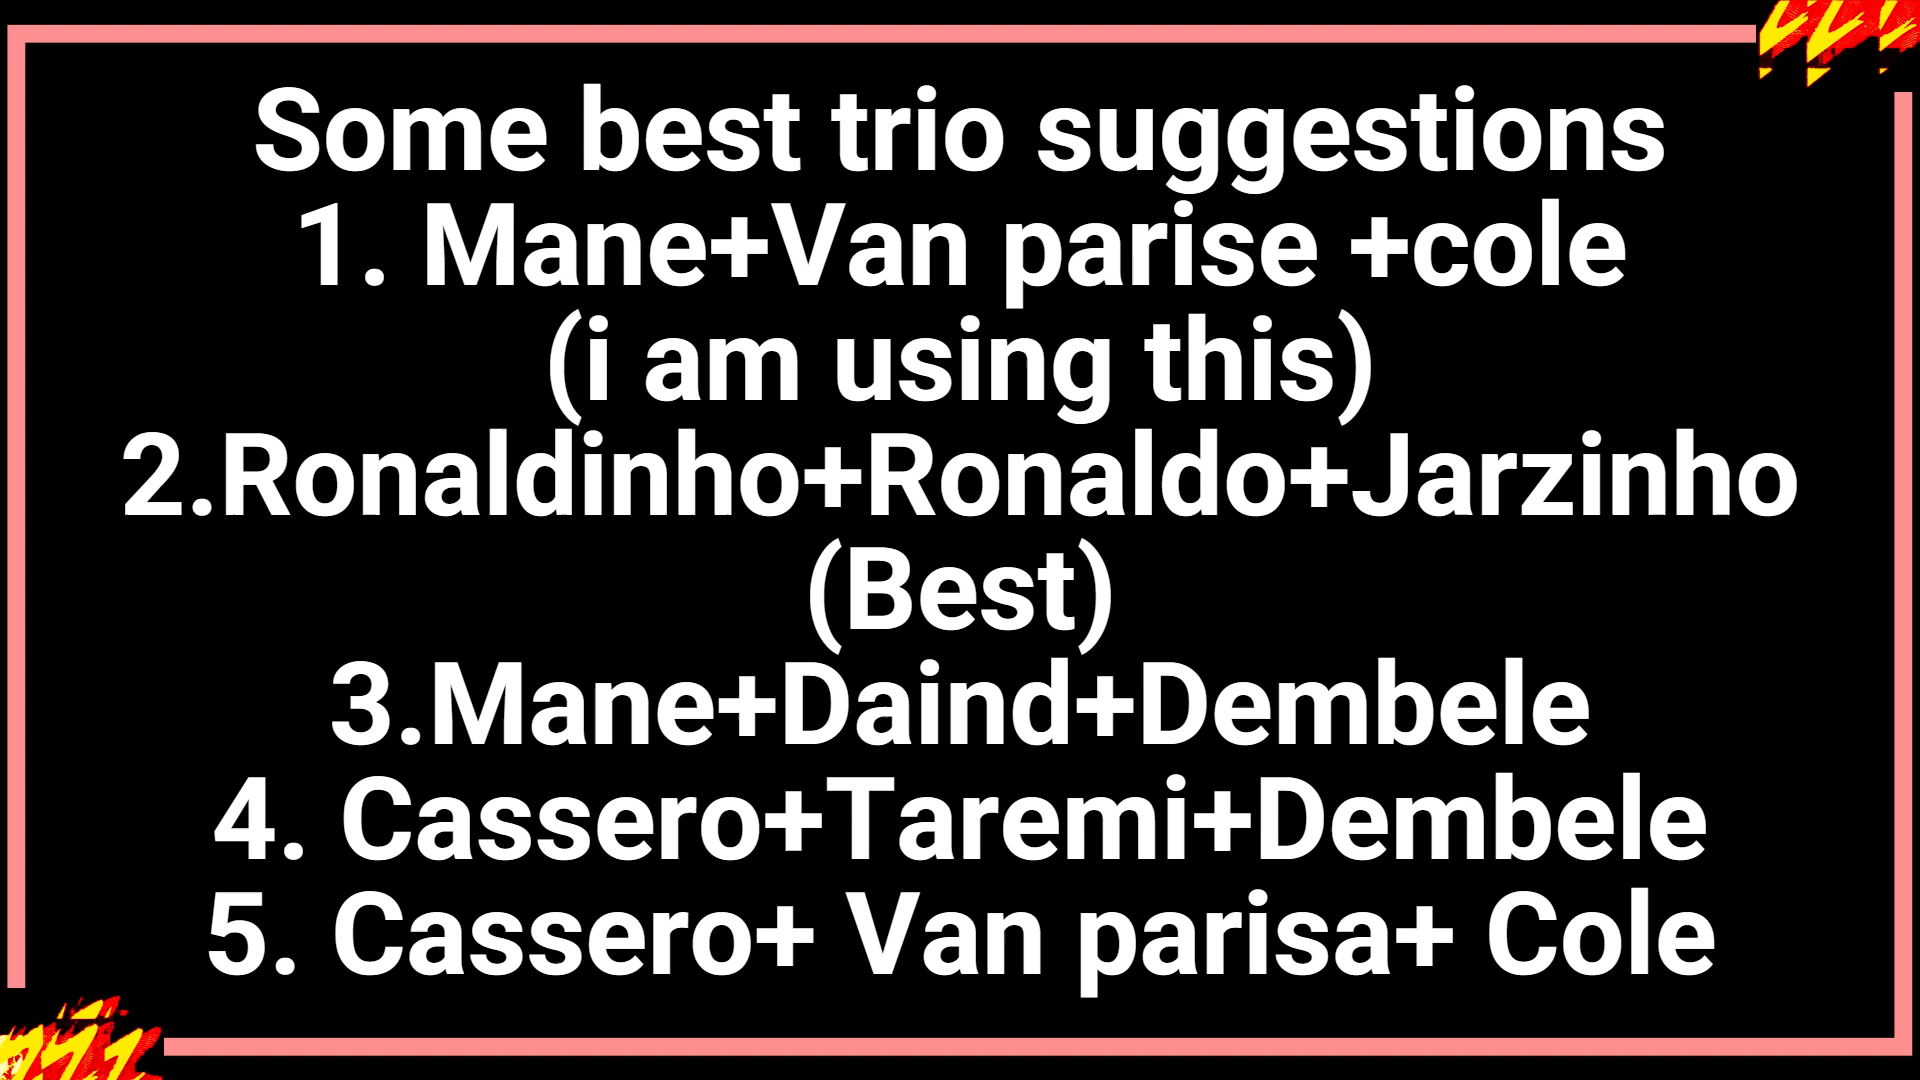 Some best trio suggestions
1. Mane+Van parise +cole
(i am using this)
2.Ronaldinho+Ronaldo+Jarzinho
(Best)
3.Mane+Daind+Dembele
4. Cassero+Taremi+Dembele
5. Cassero+ Van parisa+ Cole